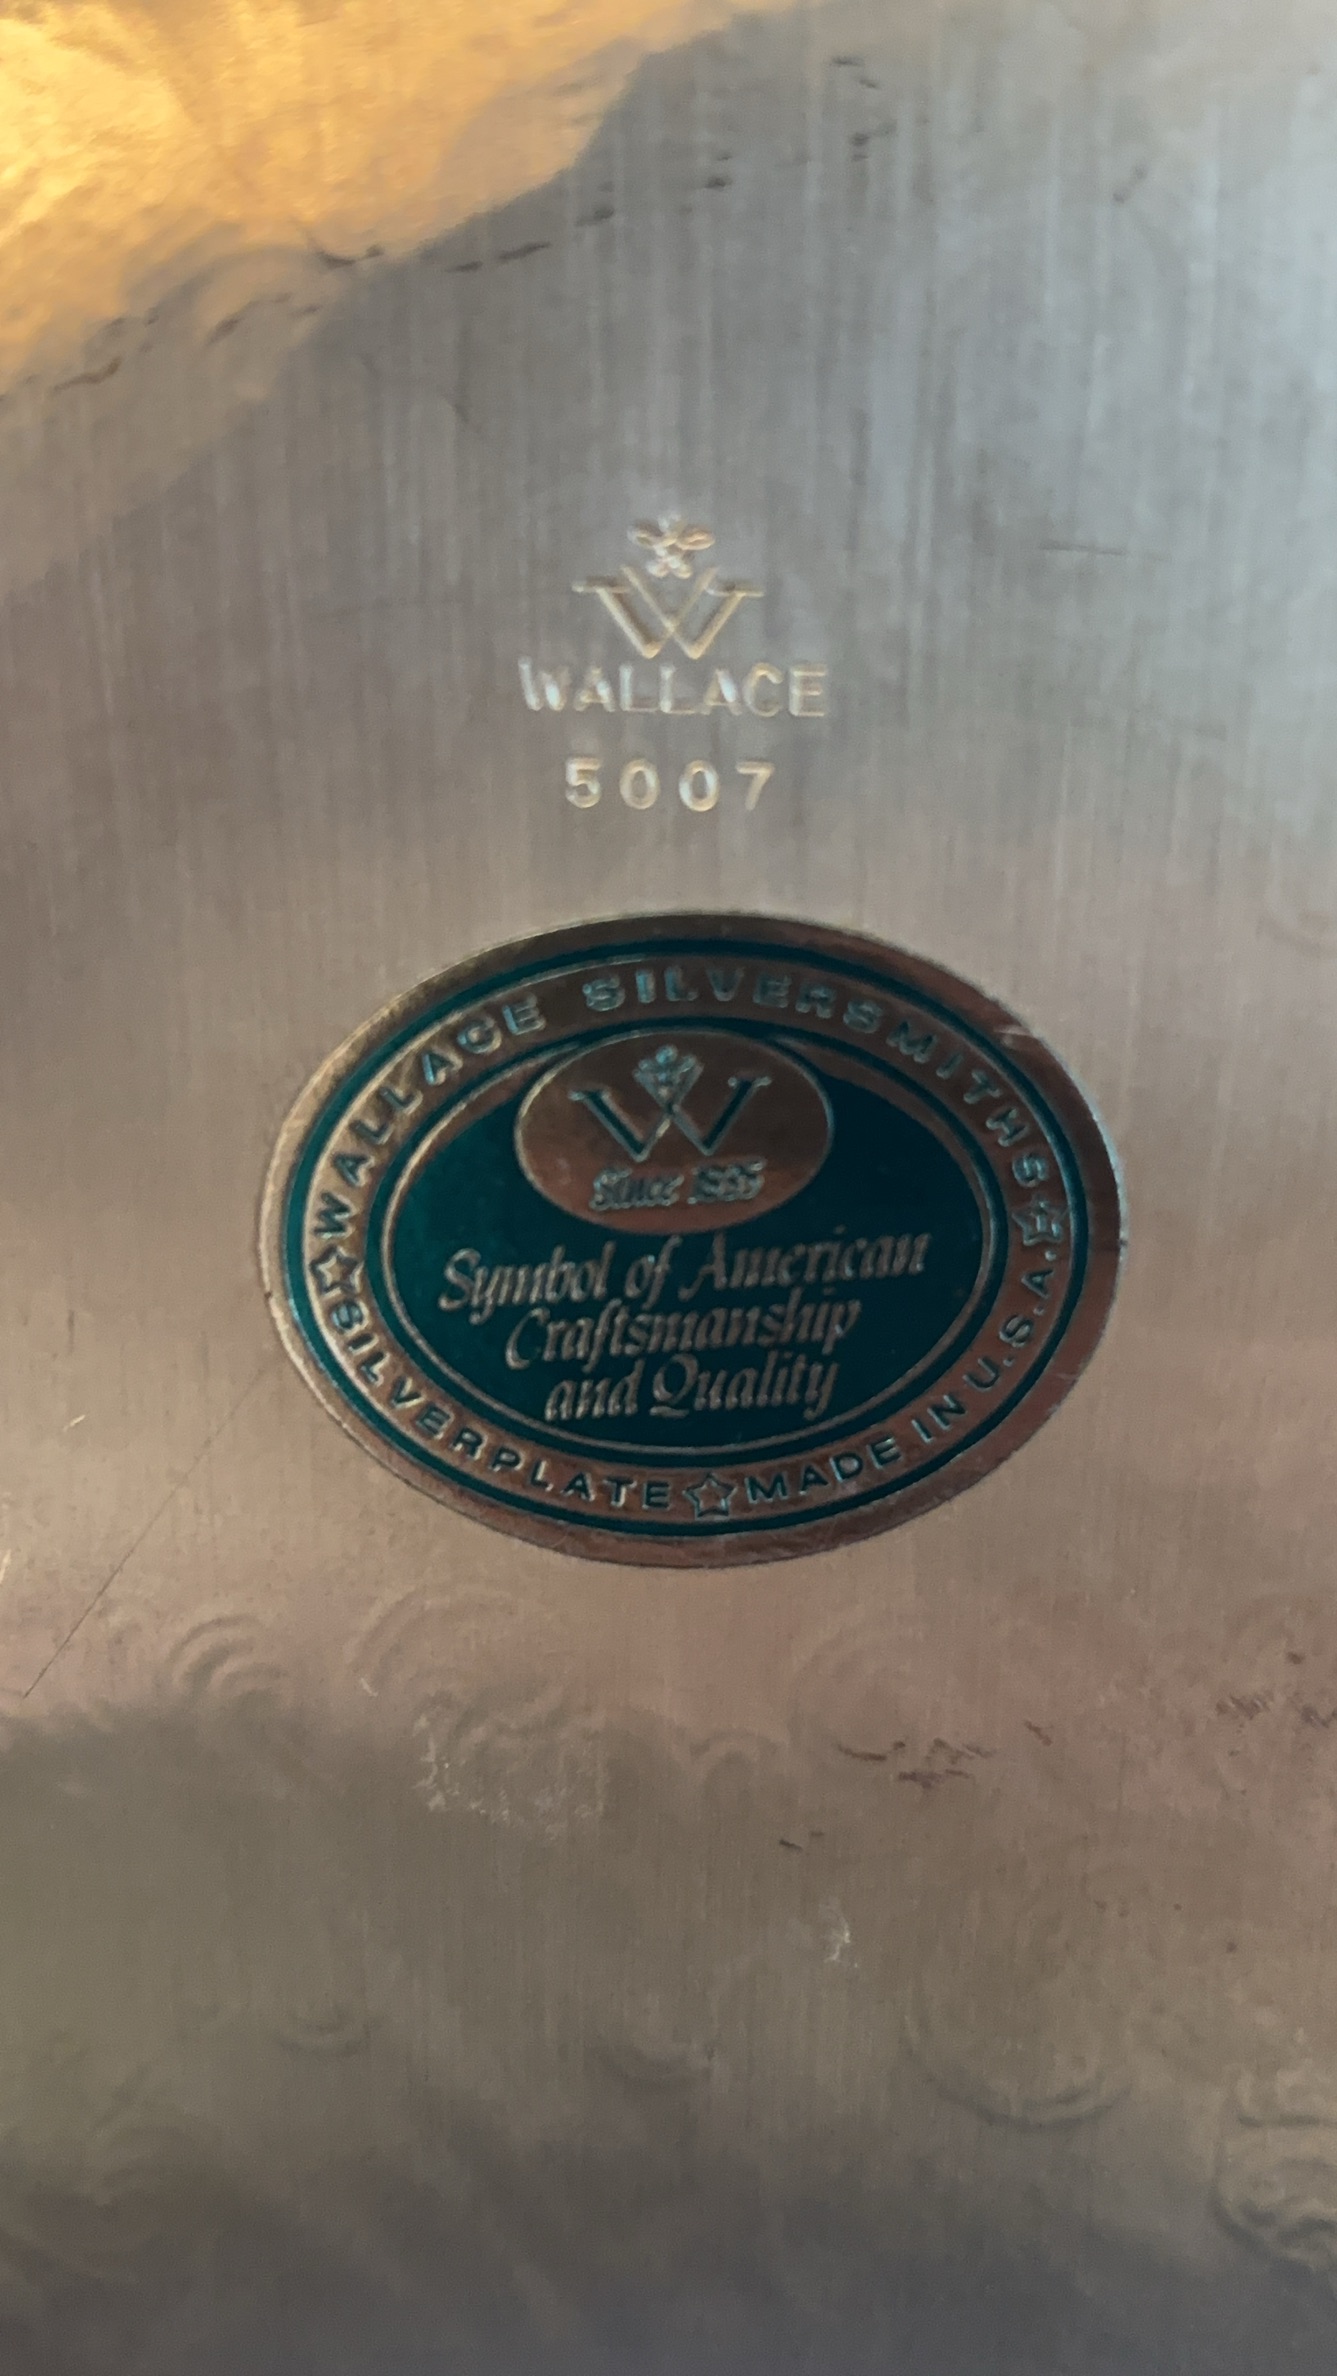 W
WALLACE
5007
WALLACE SILVERSMITHS
W
Since 1835
Symbol of American
Craftsmanship
and Quality
SILVERPLATE ☆ MADE IN U.S.A.